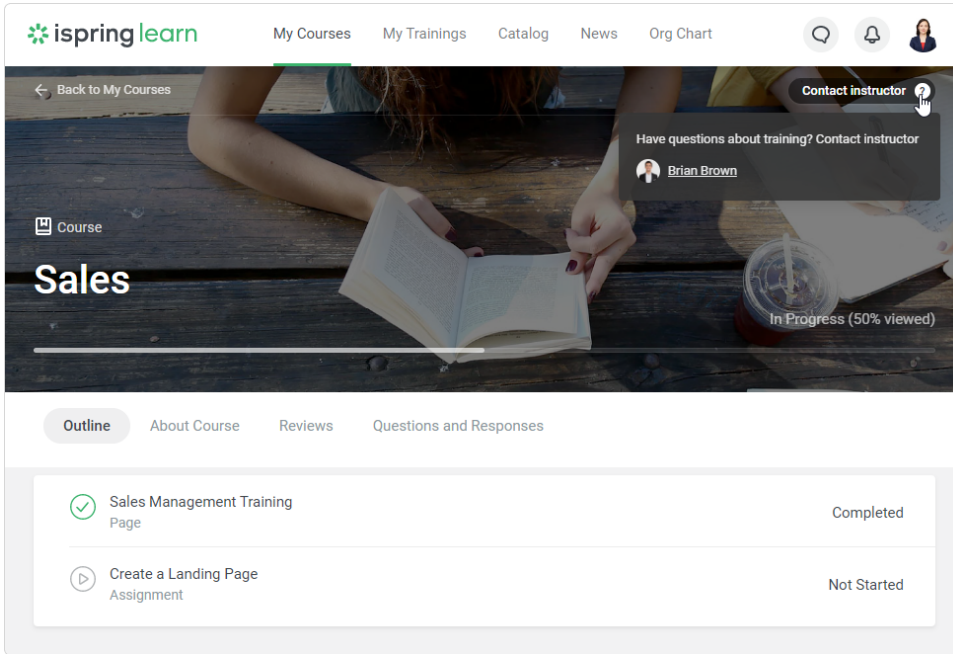 ispring learn
My Courses
My Trainings
Catalog
News
Org Chart
Back to My Courses
Contact instructor ?
Have questions about training? Contact instructor
Brian Brown
Course
Sales
In Progress (50% viewed)
Outline
About Course
Reviews
Questions and Responses
Sales Management Training
Page
Completed
Create a Landing Page
Assignment
Not Started